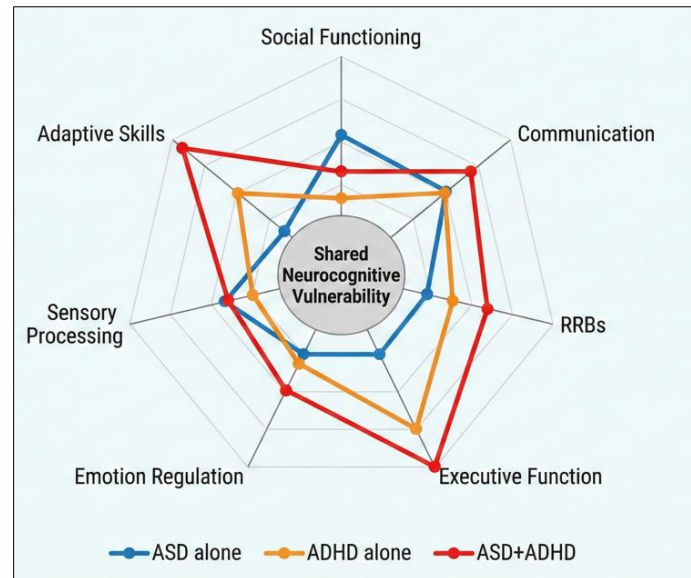 Social Functioning
Adaptive Skills
Communication
Shared
Neurocognitive
Vulnerability
Sensory
Processing
RRBs
Emotion Regulation
Executive Function
ASD alone
ADHD alone
ASD+ADHD